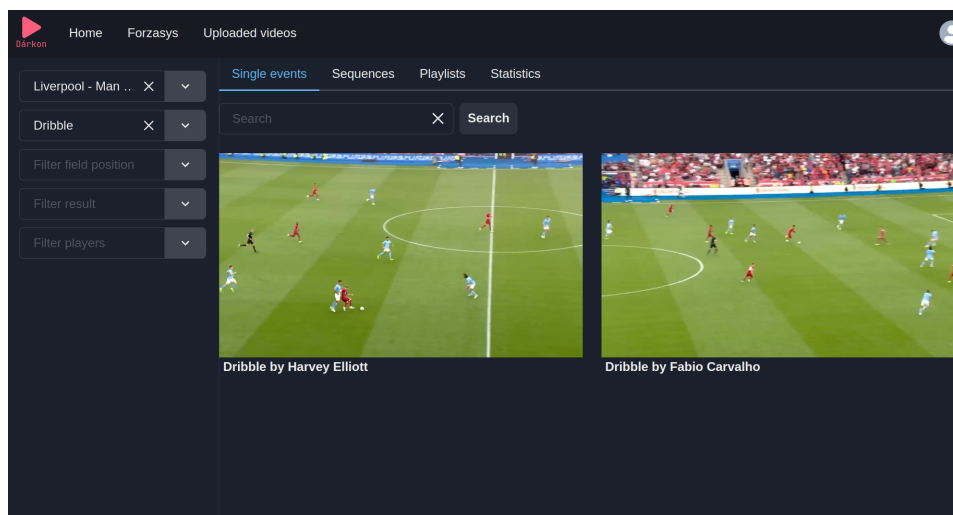 Dárkon
Home Forzasys Uploaded videos
Single events Sequences Playlists Statistics
Liverpool - Man ...
Dribble
Filter field position
Filter result
Filter players
Search Search
Dribble by Harvey Elliott
Dribble by Fabio Carvalho